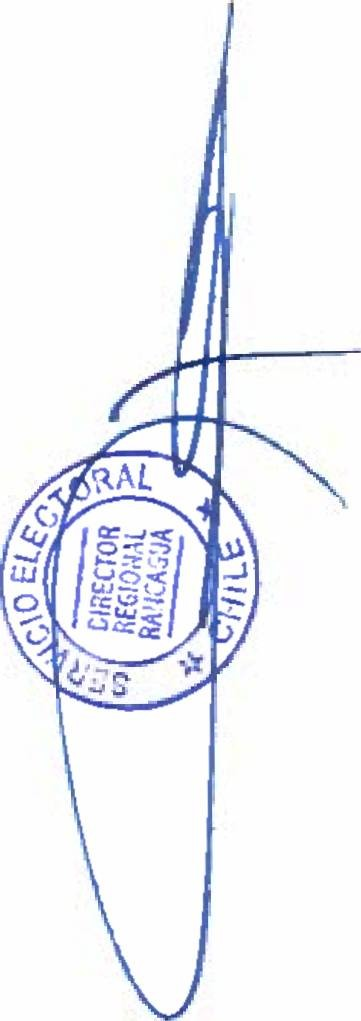 SERVICIO ELECTORAL
★ CHILE ★
DIRECTOR
REGIONAL
RANCAGUA